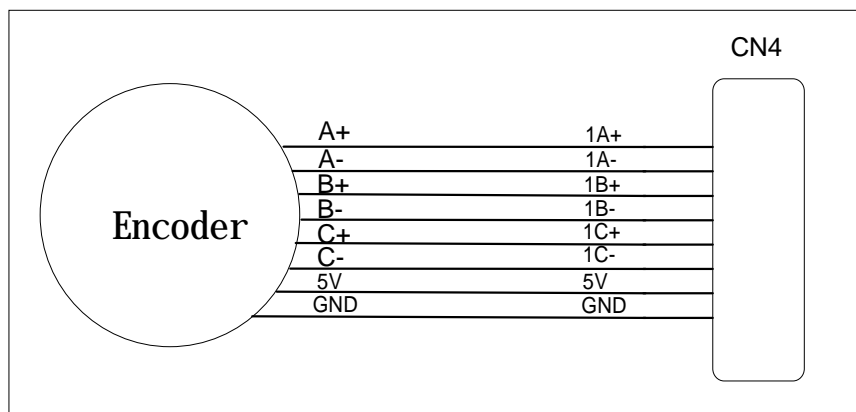 CN4
A+ 1A+
A- 1A-
B+ 1B+
B- 1B-
Encoder
C+ 1C+
C- 1C-
5V 5V
GND GND